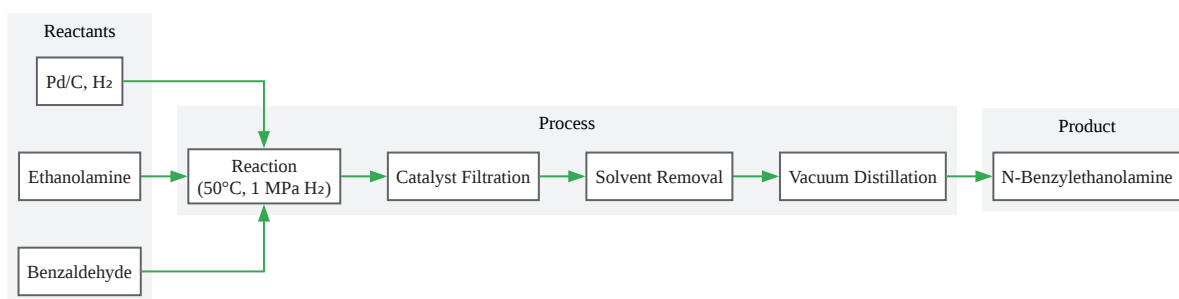 Reactants
Pd/C, H₂
Ethanolamine
Benzaldehyde
Process
Reaction
(50°C, 1 MPa H₂)
Catalyst Filtration
Solvent Removal
Vacuum Distillation
Product
N-Benzylethanolamine